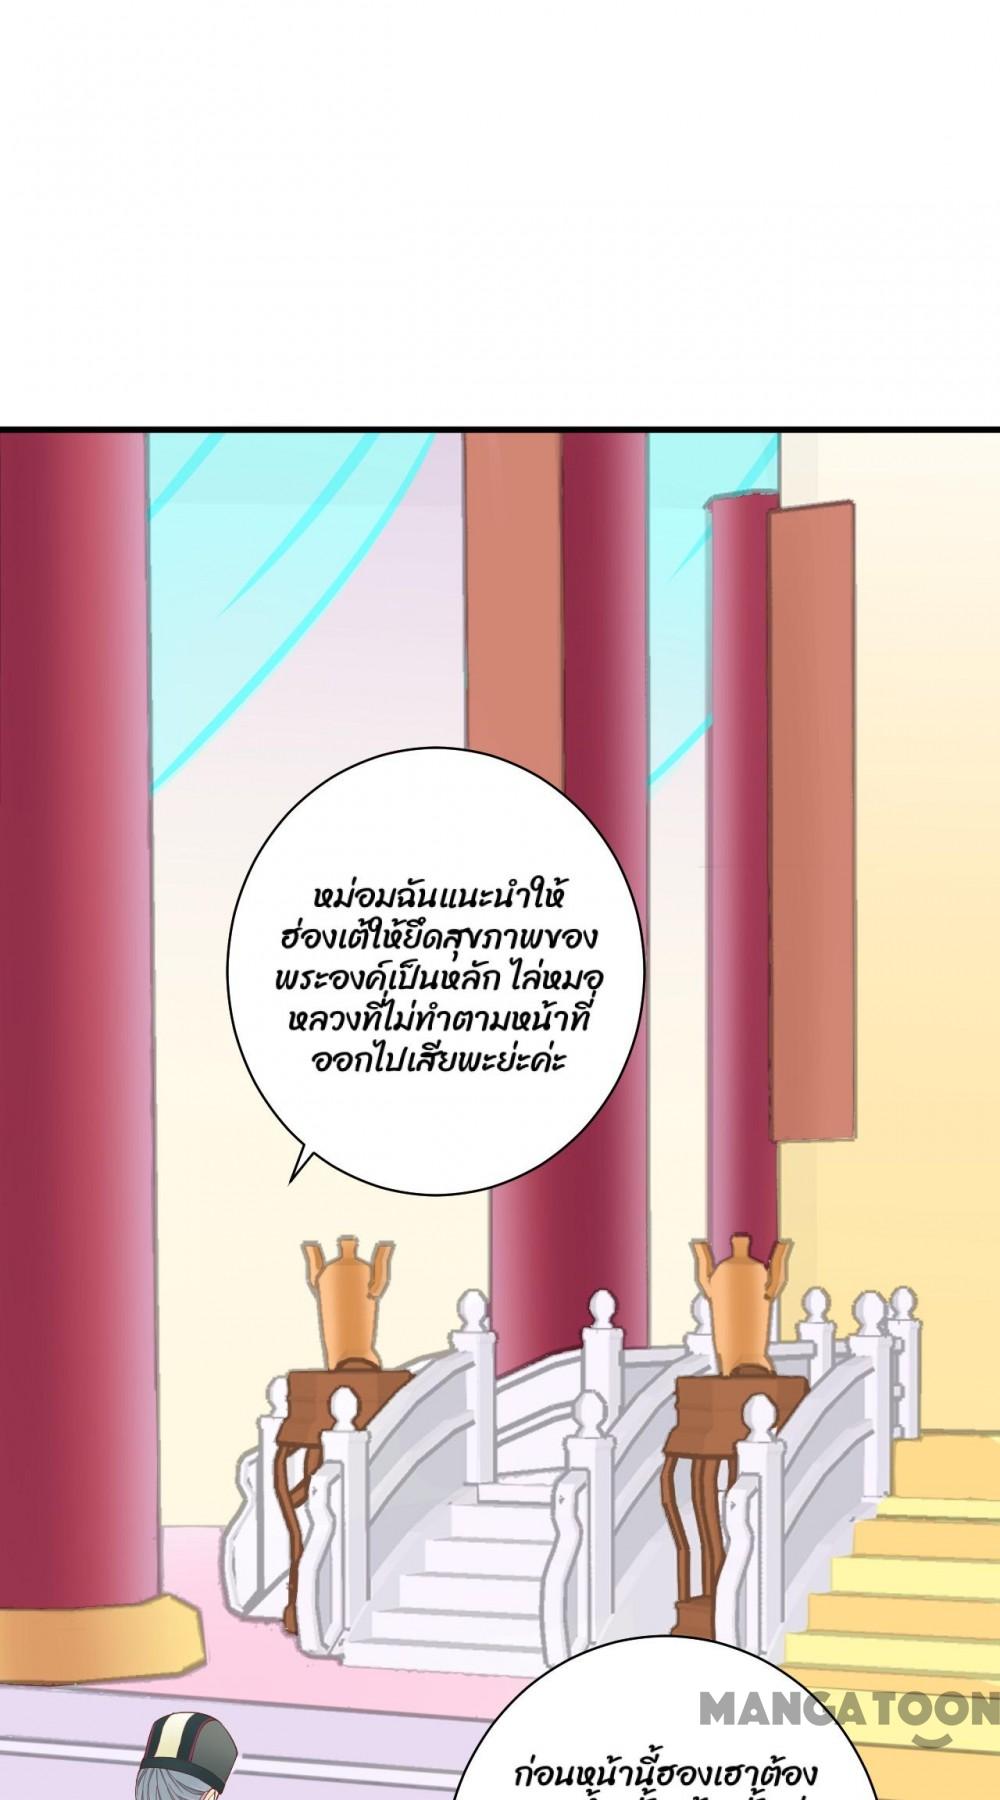 หม่อมฉันแนะนำให้
ฮ่องเต้ให้ยึดสุขภาพของ
พระองค์เป็นหลัก ไล่หมอ
หลวงที่ไม่ทำตามหน้าที่
ออกไปเสียพะย่ะค่ะ
MANGATOON
ก่อนหน้านี้ฮองเฮาต้อง